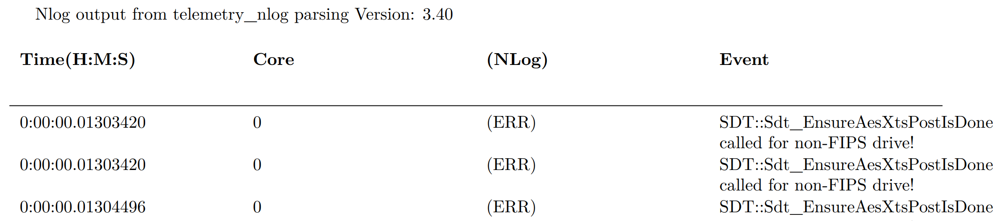 Nlog output from telemetry_nlog parsing Version: 3.40
Time(H:M:S) Core (NLog) Event
0:00:00.01303420 0 (ERR) SDT::Sdt_EnsureAesXtsPostIsDone
called for non-FIPS drive!
0:00:00.01303420 0 (ERR) SDT::Sdt_EnsureAesXtsPostIsDone
called for non-FIPS drive!
0:00:00.01304496 0 (ERR) SDT::Sdt_EnsureAesXtsPostIsDone